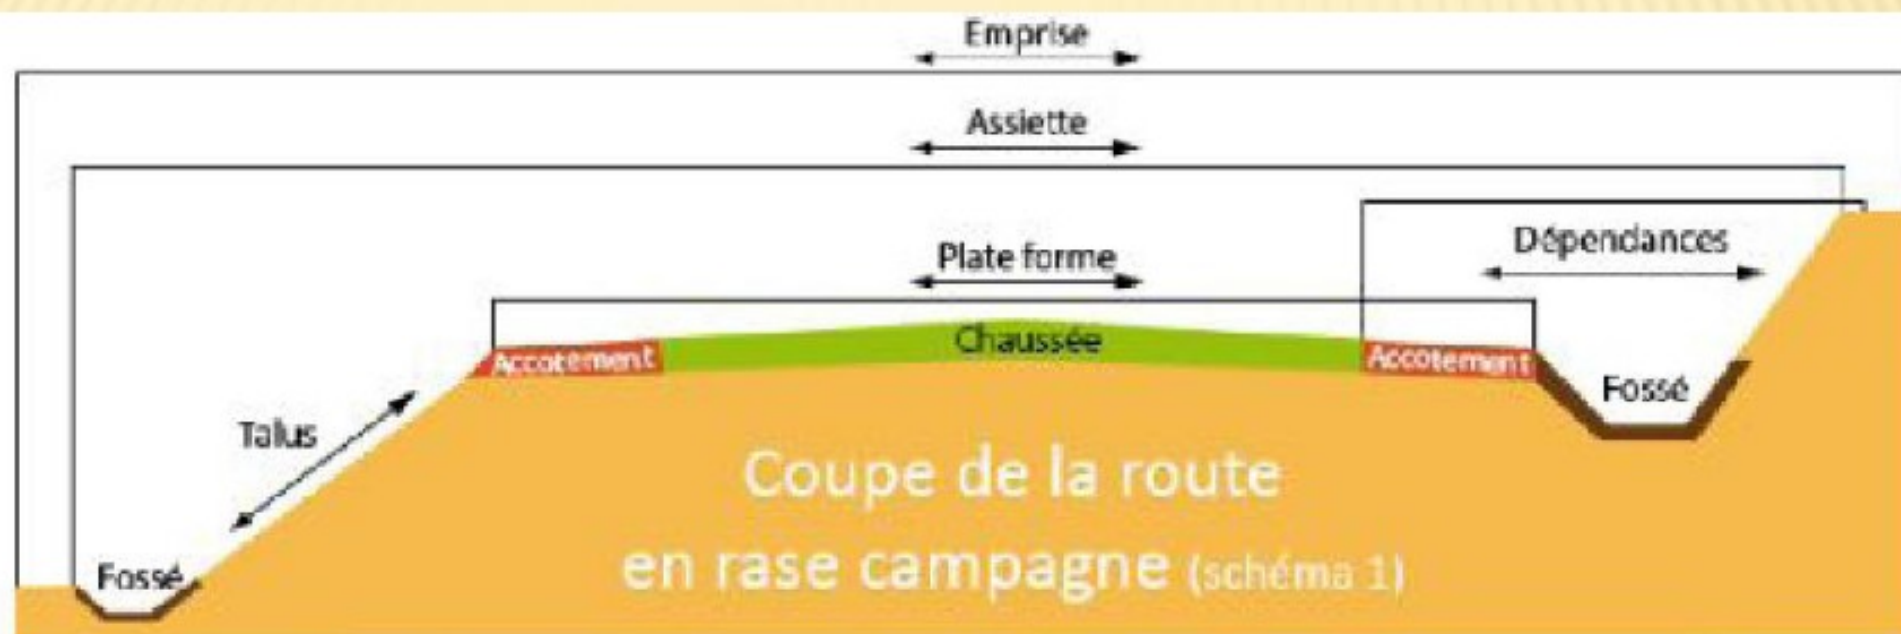 Emprise
Assiette
Plate forme
Dépendances
Chaussée
Accotement
Accotement
Fossé
Talus
Coupe de la route
en rase campagne (schéma 1)
Fossé